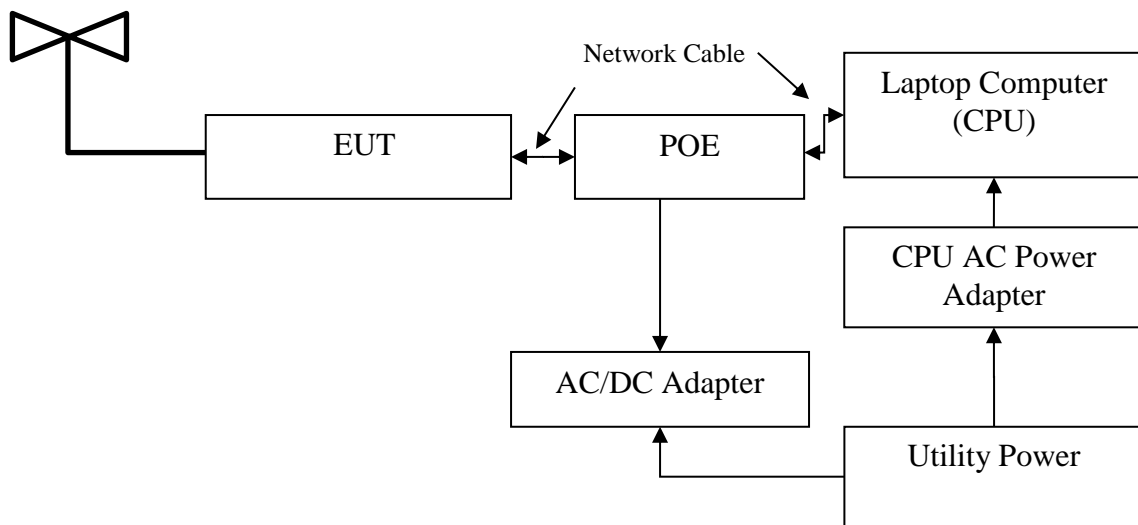 Network Cable
Laptop Computer
(CPU)
EUT
POE
CPU AC Power
Adapter
AC/DC Adapter
Utility Power